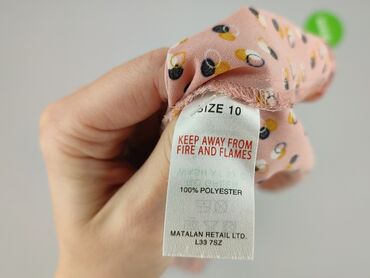 SIZE 10
KEEP AWAY FROM
FIRE AND FLAMES
100% POLYESTER
MATALAN RETAIL LTD.
L33 7SZ